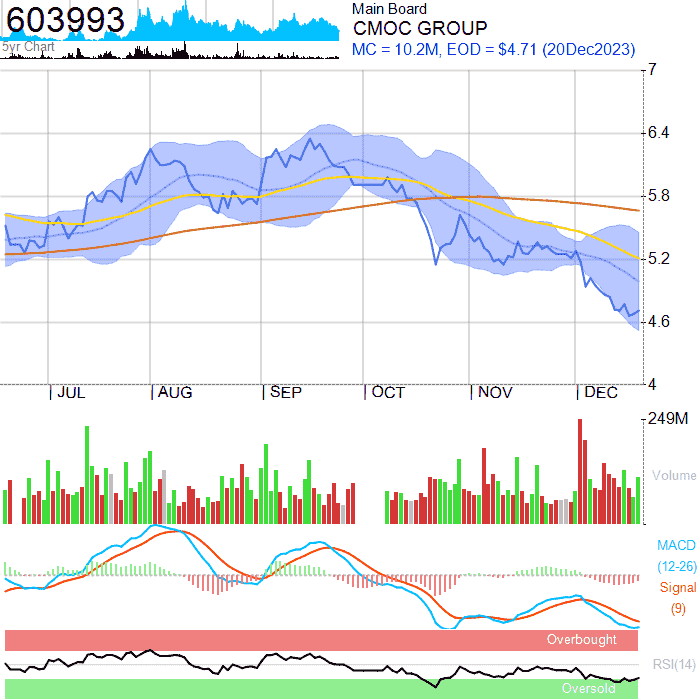 603993
5yr Chart
Main Board
CMOC GROUP
MC = 10.2M, EOD = $4.71 (20Dec2023)
7
6.4
5.8
5.2
4.6
4
JUL AUG SEP OCT NOV DEC
249M
Volume
MACD
(12-26)
Signal
(9)
Overbought
RSI(14)
Oversold